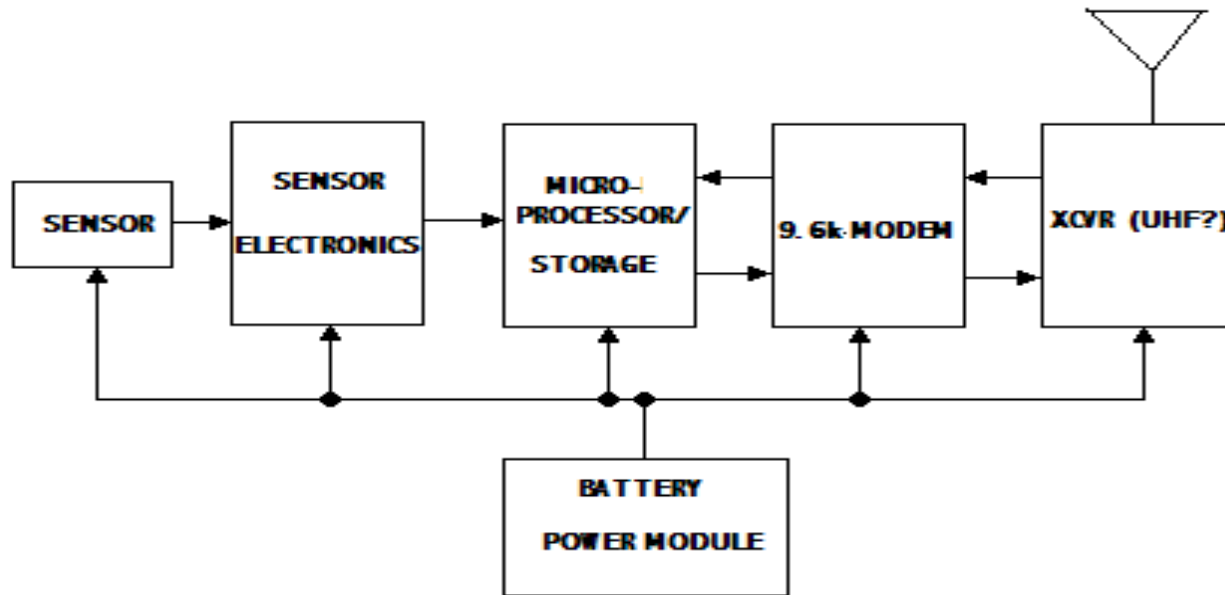 SENSOR
SENSOR
ELECTRONICS
MICRO-
PROCESSOR/
STORAGE
9.6k-MODEM
XCVR (UHF?)
BATTERY
POWER MODULE